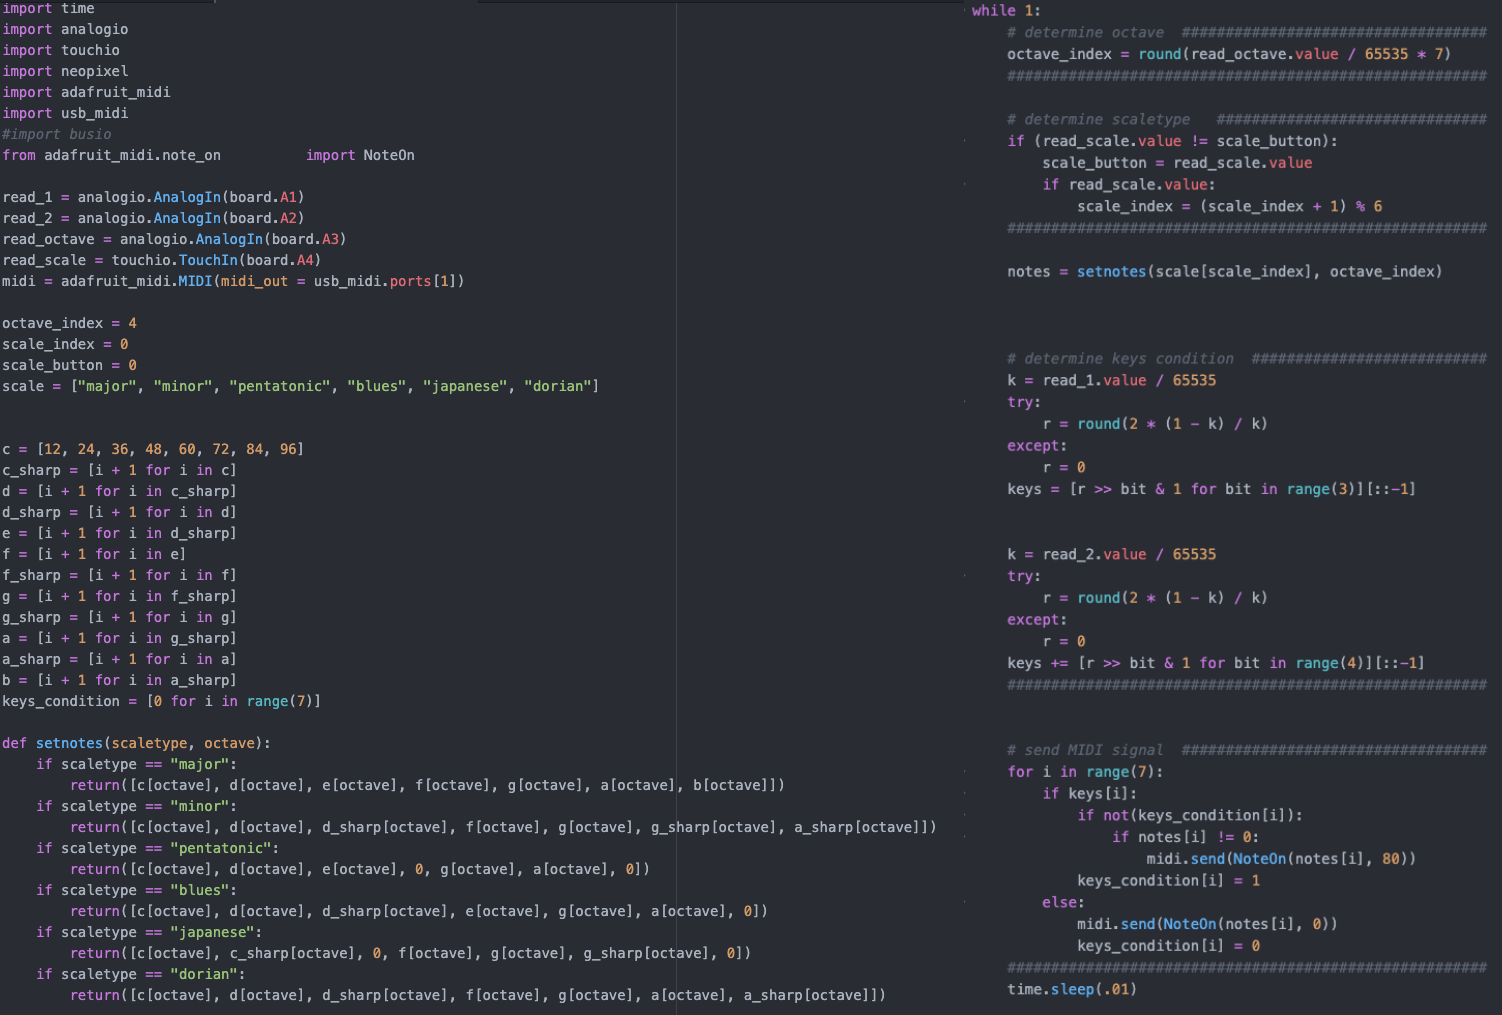 import time
import analogio
import touchio
import neopixel
import adafruit_midi
import usb_midi
#import busio
from adafruit_midi.note_on          import NoteOn
read_1 = analogio.AnalogIn(board.A1)
read_2 = analogio.AnalogIn(board.A2)
read_octave = analogio.AnalogIn(board.A3)
read_scale = touchio.TouchIn(board.A4)
midi = adafruit_midi.MIDI(midi_out = usb_midi.ports[1])
octave_index = 4
scale_index = 0
scale_button = 0
scale = ["major", "minor", "pentatonic", "blues", "japanese", "dorian"]
c = [12, 24, 36, 48, 60, 72, 84, 96]
c_sharp = [i + 1 for i in c]
d = [i + 1 for i in c_sharp]
d_sharp = [i + 1 for i in d]
e = [i + 1 for i in d_sharp]
f = [i + 1 for i in e]
f_sharp = [i + 1 for i in f]
g = [i + 1 for i in f_sharp]
g_sharp = [i + 1 for i in g]
a = [i + 1 for i in g_sharp]
a_sharp = [i + 1 for i in a]
b = [i + 1 for i in a_sharp]
keys_condition = [0 for i in range(7)]
def setnotes(scaletype, octave):
    if scaletype == "major":
        return([c[octave], d[octave], e[octave], f[octave], g[octave], a[octave], b[octave]])
    if scaletype == "minor":
        return([c[octave], d[octave], d_sharp[octave], f[octave], g[octave], g_sharp[octave], a_sharp[octave]])
    if scaletype == "pentatonic":
        return([c[octave], d[octave], e[octave], 0, g[octave], a[octave], 0])
    if scaletype == "blues":
        return([c[octave], d[octave], d_sharp[octave], e[octave], g[octave], a[octave], 0])
    if scaletype == "japanese":
        return([c[octave], c_sharp[octave], 0, f[octave], g[octave], g_sharp[octave], 0])
    if scaletype == "dorian":
        return([c[octave], d[octave], d_sharp[octave], f[octave], g[octave], a[octave], a_sharp[octave]])
while 1:
    # determine octave  ###################################
    octave_index = round(read_octave.value / 65535 * 7)
    #######################################################
    # determine scaletype   ###############################
    if (read_scale.value != scale_button):
        scale_button = read_scale.value
        if read_scale.value:
            scale_index = (scale_index + 1) % 6
    #######################################################
    notes = setnotes(scale[scale_index], octave_index)
    # determine keys condition  ###########################
    k = read_1.value / 65535
    try:
        r = round(2 * (1 - k) / k)
    except:
        r = 0
    keys = [r >> bit & 1 for bit in range(3)][::-1]
    k = read_2.value / 65535
    try:
        r = round(2 * (1 - k) / k)
    except:
        r = 0
    keys += [r >> bit & 1 for bit in range(4)][::-1]
    #######################################################
    # send MIDI signal  ###################################
    for i in range(7):
        if keys[i]:
            if not(keys_condition[i]):
                if notes[i] != 0:
                    midi.send(NoteOn(notes[i], 80))
            keys_condition[i] = 1
        else:
            midi.send(NoteOn(notes[i], 0))
            keys_condition[i] = 0
    #######################################################
    time.sleep(.01)